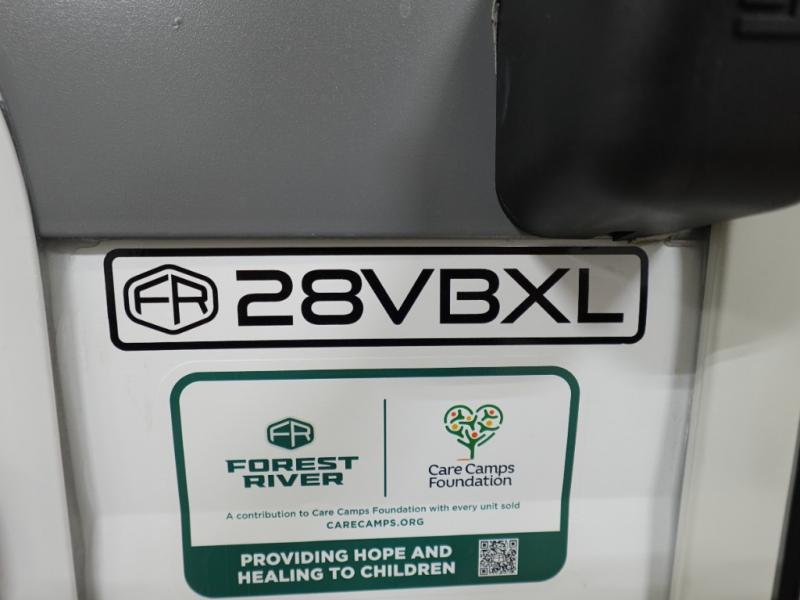 FR 28VBXL
FR
FOREST
RIVER
Care Camps
Foundation
A contribution to Care Camps Foundation with every unit sold
CARECAMPS.ORG
PROVIDING HOPE AND
HEALING TO CHILDREN